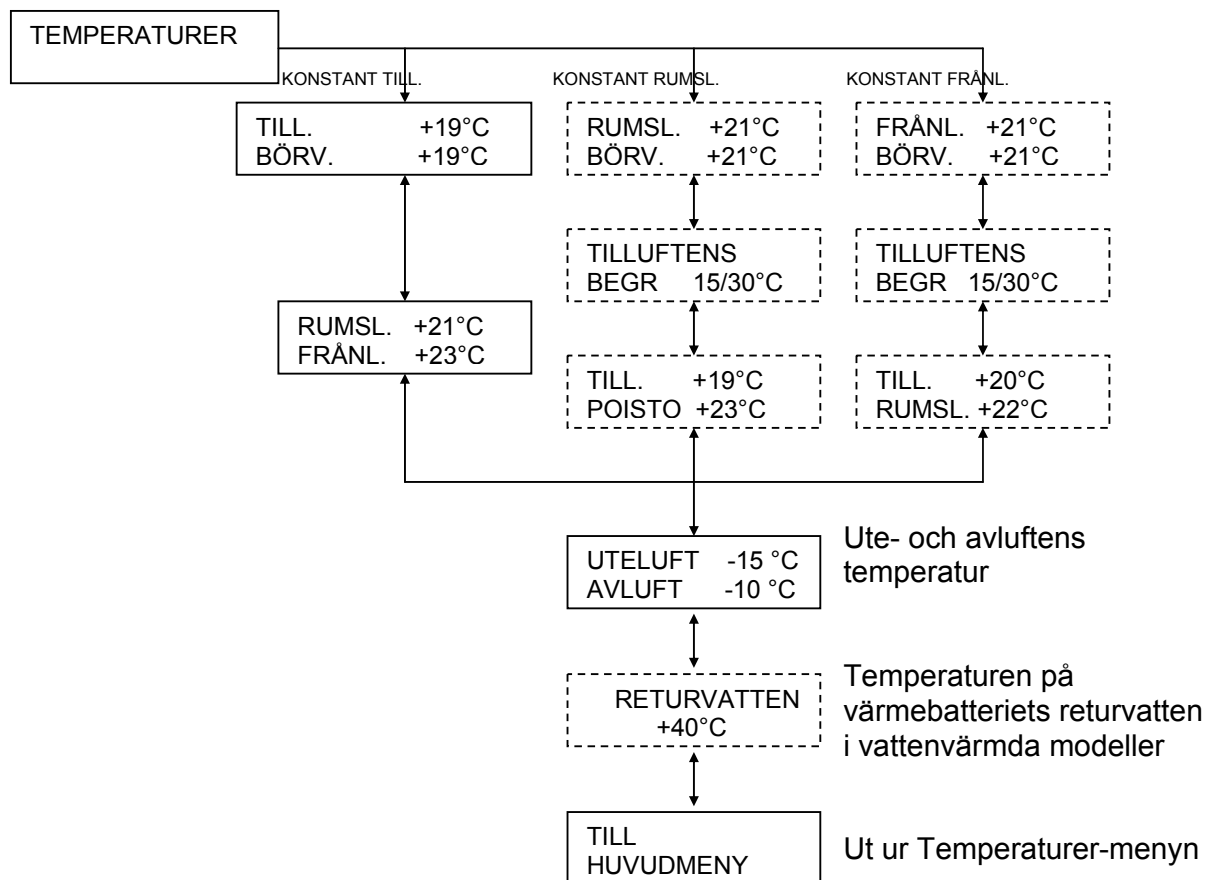 TEMPERATURER
KONSTANT TILL.
KONSTANT RUMSL.
KONSTANT FRÅNL.
TILL. +19°C
BÖRV. +19°C
RUMSL. +21°C
BÖRV. +21°C
FRÅNL. +21°C
BÖRV. +21°C
TILLUFTENS
BEGR 15/30°C
TILLUFTENS
BEGR 15/30°C
RUMSL. +21°C
FRÅNL. +23°C
TILL. +19°C
POISTO +23°C
TILL. +20°C
RUMSL. +22°C
UTELUFT -15 °C
AVLUFT -10 °C
Ute- och avluftens
temperatur
RETURVATTEN
+40°C
Temperaturen på
värmebatteriets returvatten
i vattenvärmda modeller
TILL
HUVUDMENY
Ut ur Temperaturer-menyn